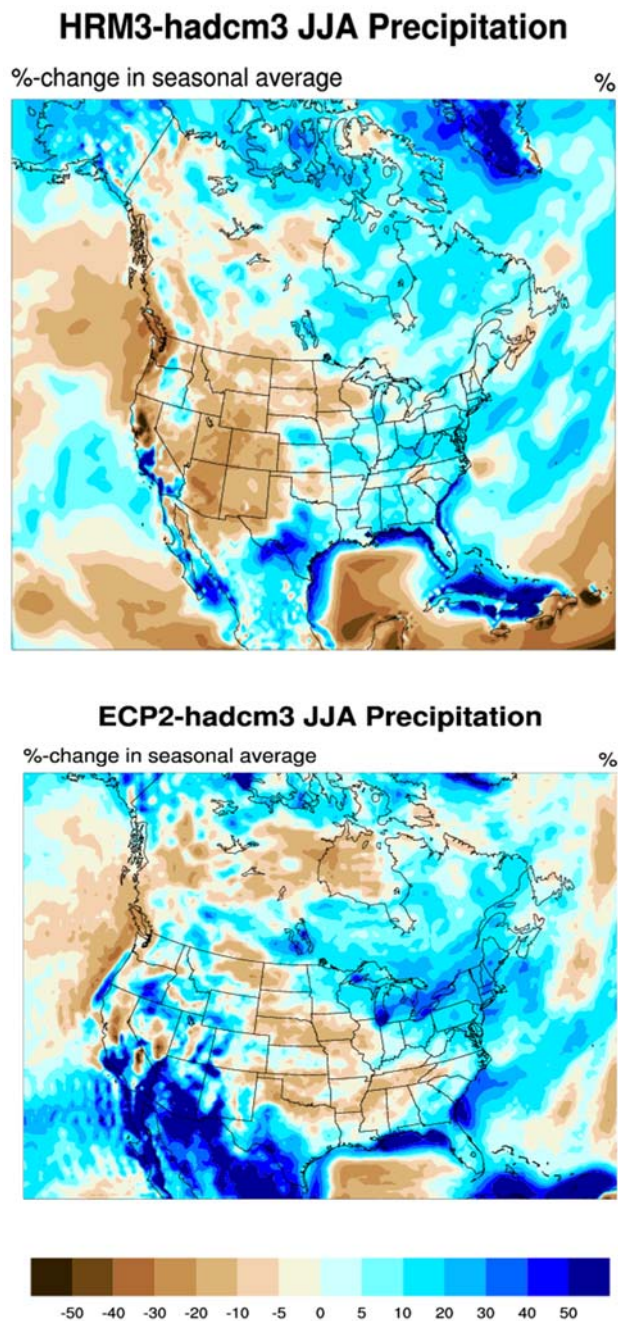 HRM3-hadcm3 JJA Precipitation
%-change in seasonal average %
ECP2-hadcm3 JJA Precipitation
%-change in seasonal average %
-50 -40 -30 -20 -10 -5 0 5 10 20 30 40 50